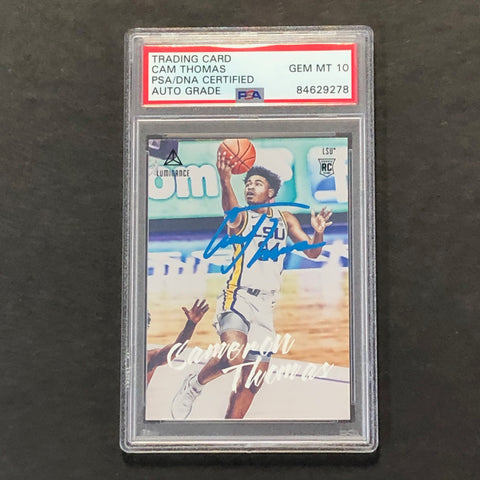 TRADING CARD
CAM THOMAS
PSA/DNA CERTIFIED
AUTO GRADE
PSA
GEM MT 10
84629278
LUMINANCE
LSU
RC
LSU
Cameron
Thomas